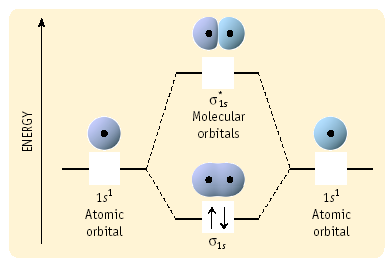 ENERGY
σ*1s
Molecular
orbitals
1s1
Atomic
orbital
1s1
Atomic
orbital
σ1s